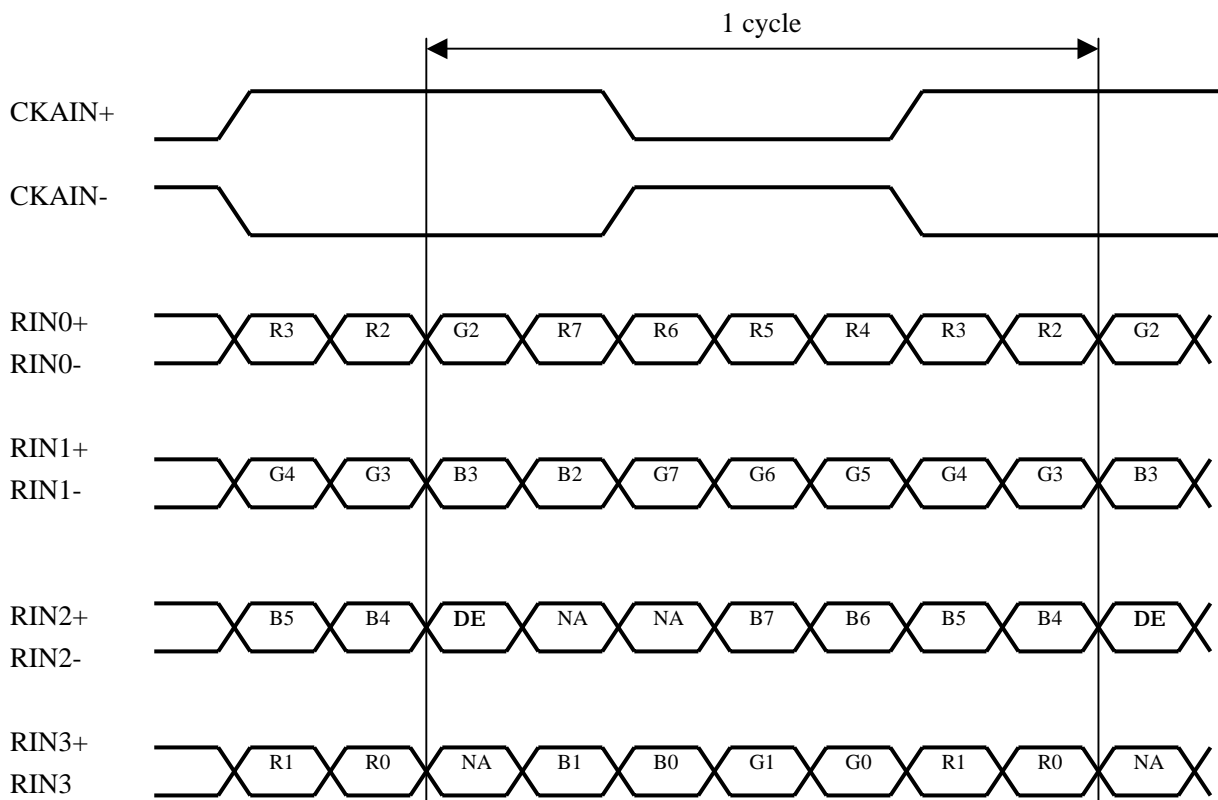 1 cycle
CKAIN+
CKAIN-
RIN0+
R3 R2 G2 R7 R6 R5 R4 R3 R2 G2
RIN0-
RIN1+
G4 G3 B3 B2 G7 G6 G5 G4 G3 B3
RIN1-
RIN2+
B5 B4 DE NA NA B7 B6 B5 B4 DE
RIN2-
RIN3+
R1 R0 NA B1 B0 G1 G0 R1 R0 NA
RIN3